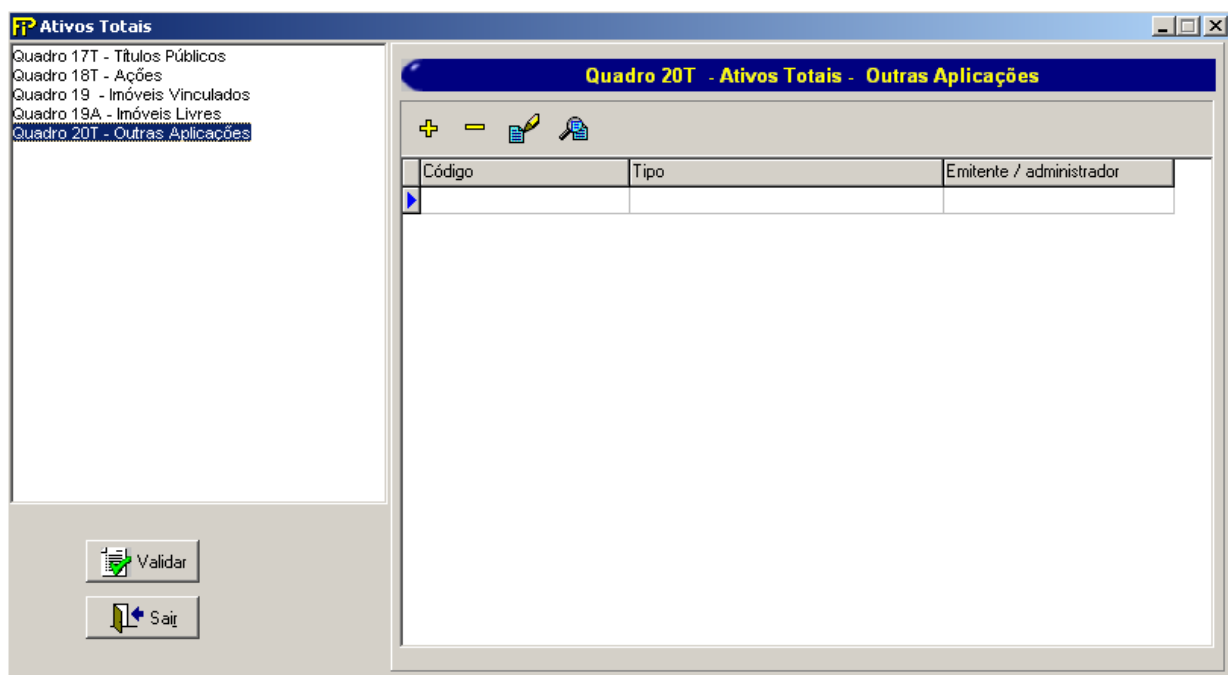 FIP Ativos Totais
Quadro 17T - Títulos Públicos
Quadro 18T - Ações
Quadro 19 - Imóveis Vinculados
Quadro 19A - Imóveis Livres
Quadro 20T - Outras Aplicações
Quadro 20T - Ativos Totais - Outras Aplicações
Código Tipo Emitente / administrador
Validar
Sair